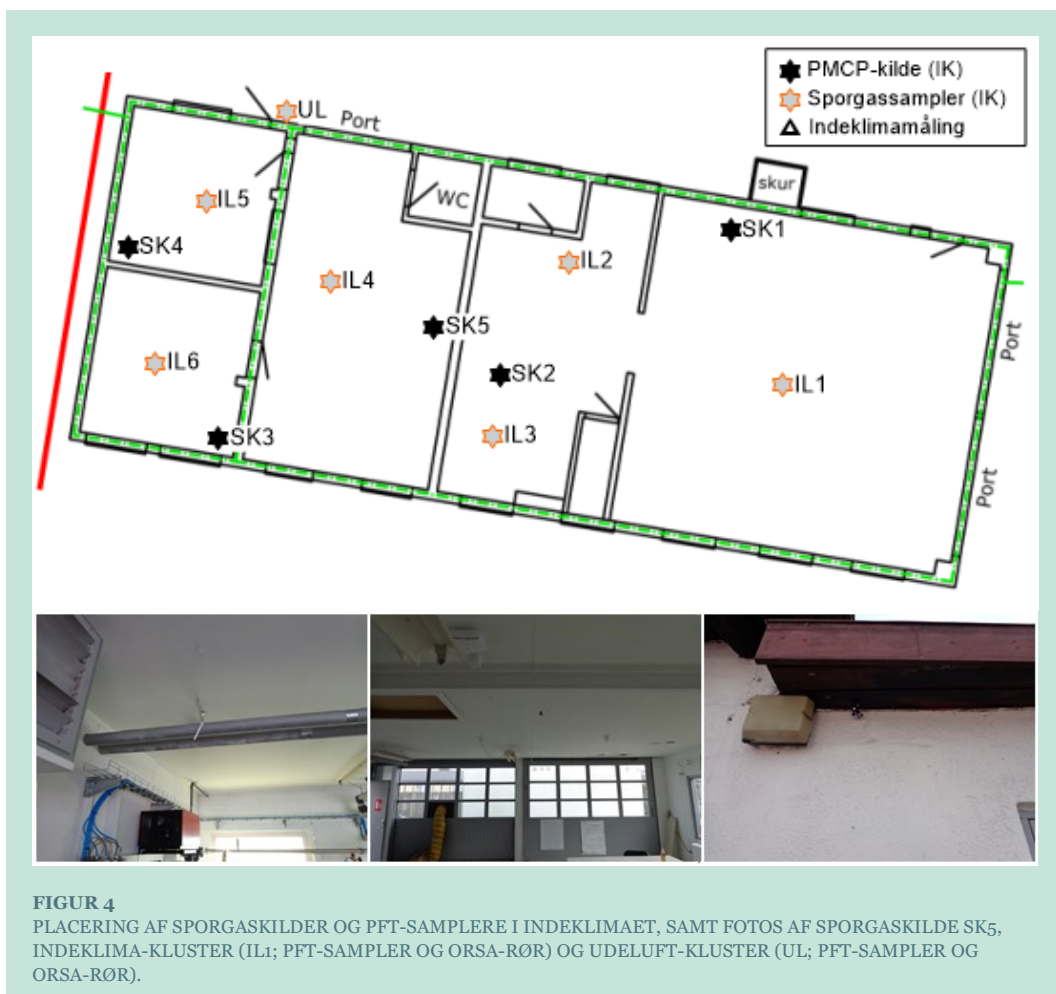 PMCP-kilde (IK)
Sporgassampler (IK)
Indeklimamåling
UL
Port
skur
WC
IL5
SK1
SK4
IL2
IL4
SK5
Port
IL6
SK2
IL1
SK3
IL3
Port
FIGUR 4
PLACERING AF SPORGASKILDER OG PFT-SAMPLERE I INDEKLIMAET, SAMT FOTOS AF SPORGASKILDE SK5,
INDEKLIMA-KLUSTER (IL1; PFT-SAMPLER OG ORSA-RØR) OG UDELUFT-KLUSTER (UL; PFT-SAMPLER OG
ORSA-RØR).